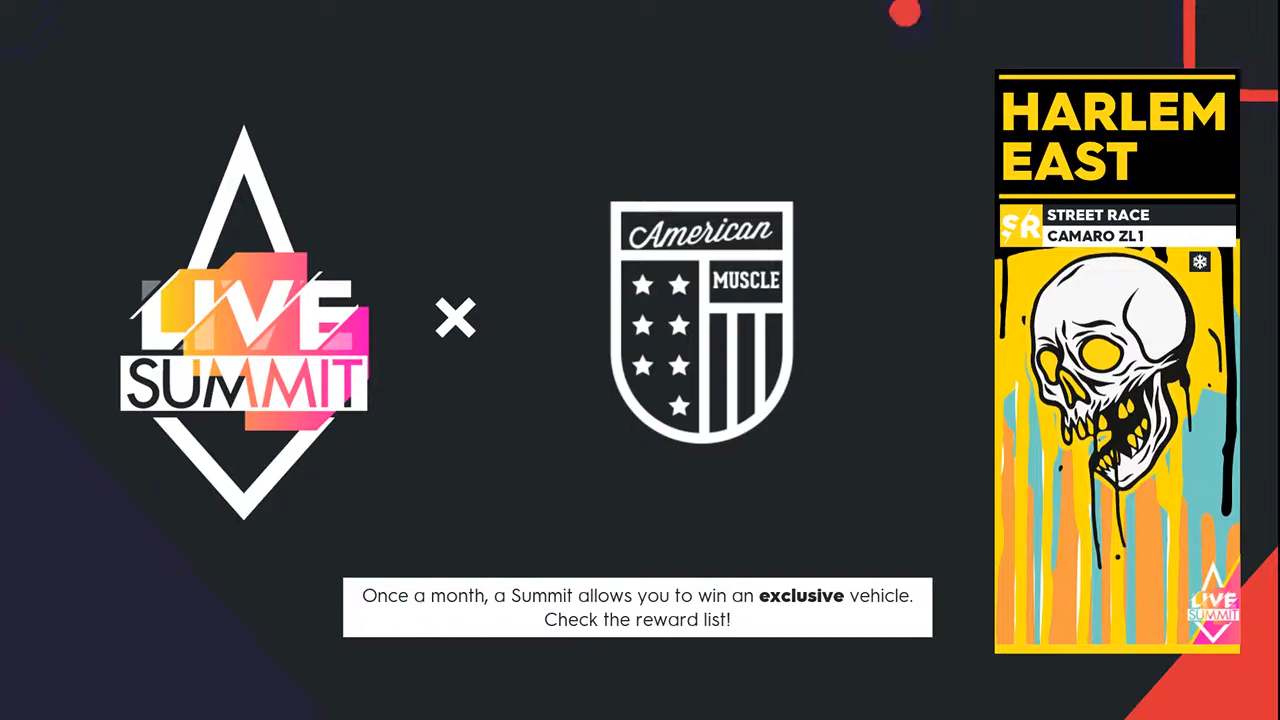 LIVE
SUMMIT
American
MUSCLE
HARLEM
EAST
SR
STREET RACE
CAMARO ZL1
LIVE
SUMMIT
Once a month, a Summit allows you to win an exclusive vehicle.
Check the reward list!